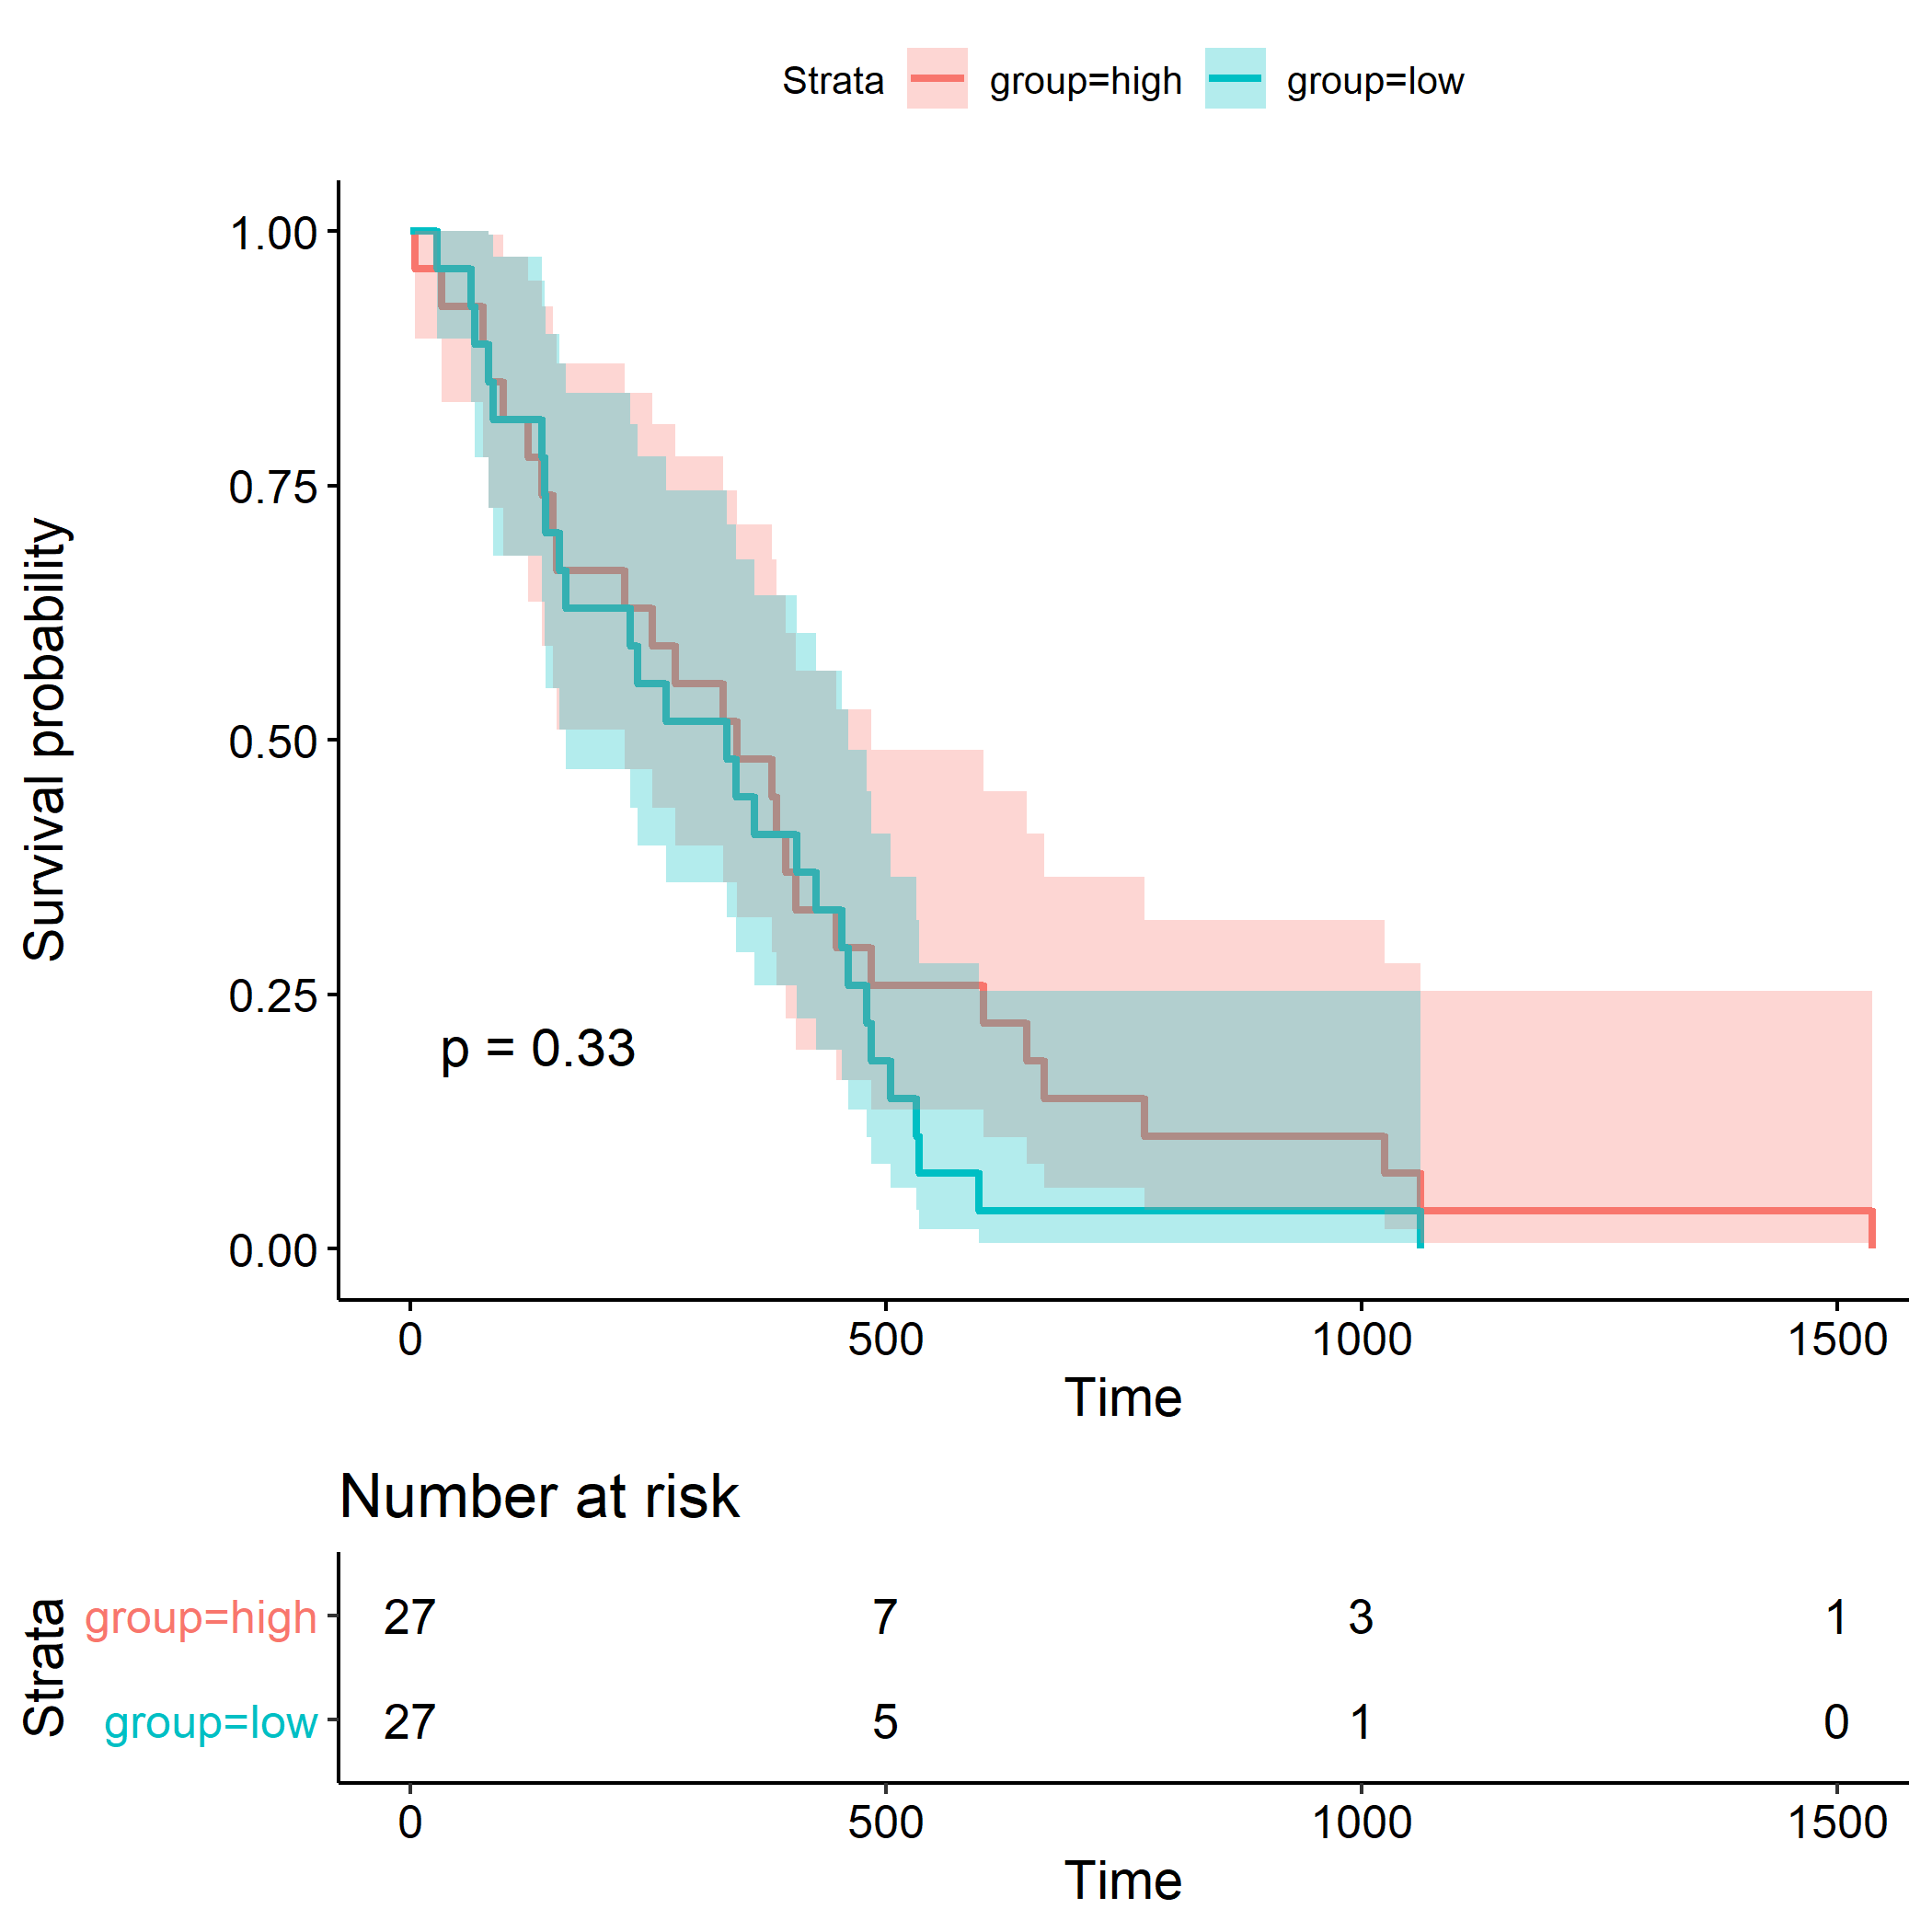 Strata group=high group=low
1.00
0.75
0.50
0.25
0.00
Survival probability
p = 0.33
0 500 1000 1500
Time
Number at risk
Strata
group=high 27 7 3 1
group=low 27 5 1 0
0 500 1000 1500
Time